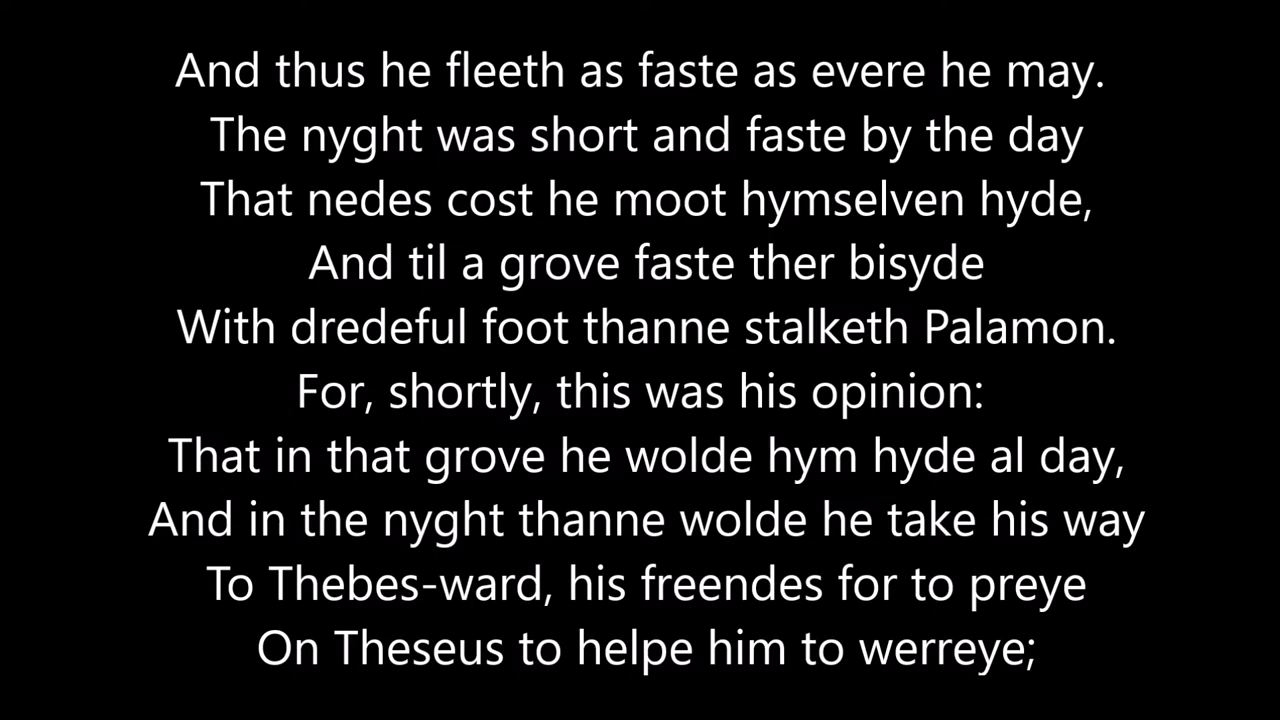 And thus he fleeth as faste as evere he may.
The nyght was short and faste by the day
That nedes cost he moot hymselven hyde,
And til a grove faste ther bisyde
With dredeful foot thanne stalketh Palamon.
For, shortly, this was his opinion:
That in that grove he wolde hym hyde al day,
And in the nyght thanne wolde he take his way
To Thebes-ward, his freendes for to preye
On Theseus to helpe him to werreye;